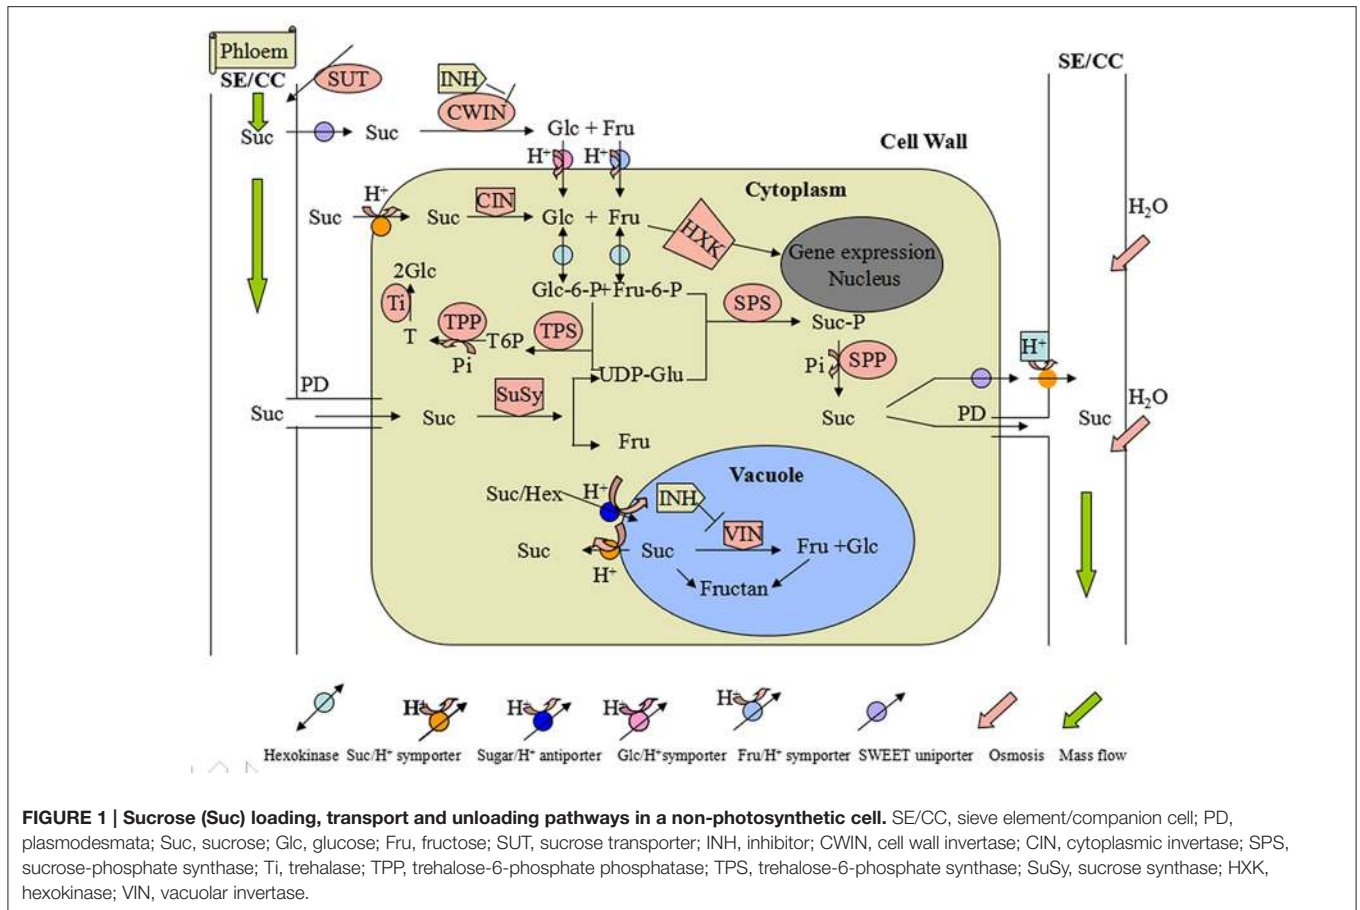 Phloem
SE/CC
SUT
INH
CWIN
SE/CC
Suc
Suc
Glc + Fru
Cell Wall
H⁺
H⁺
Cytoplasm
H⁺
Suc
Suc
CIN
Glc + Fru
HXK
Gene expression
Nucleus
H₂O
2Glc
Ti
T
TPP
Pi
T6P
TPS
Glc-6-P+Fru-6-P
SPS
Suc-P
Pi
SPP
H⁺
UDP-Glu
PD
Suc
Suc
SuSy
Fru
Suc
PD
Suc
H₂O
Vacuole
Suc/Hex
H⁺
INH
VIN
Suc
Suc
Fru +Glc
H⁺
Fructan
H⁺
H⁺
H⁺
H⁺
Hexokinase
Suc/H⁺ symporter
Sugar/H⁺ antiporter
Glc/H⁺symporter
Fru/H⁺ symporter
SWEET uniporter
Osmosis
Mass flow
FIGURE 1 | Sucrose (Suc) loading, transport and unloading pathways in a non-photosynthetic cell. SE/CC, sieve element/companion cell; PD,
plasmodesmata; Suc, sucrose; Glc, glucose; Fru, fructose; SUT, sucrose transporter; INH, inhibitor; CWIN, cell wall invertase; CIN, cytoplasmic invertase; SPS,
sucrose-phosphate synthase; Ti, trehalase; TPP, trehalose-6-phosphate phosphatase; TPS, trehalose-6-phosphate synthase; SuSy, sucrose synthase; HXK,
hexokinase; VIN, vacuolar invertase.